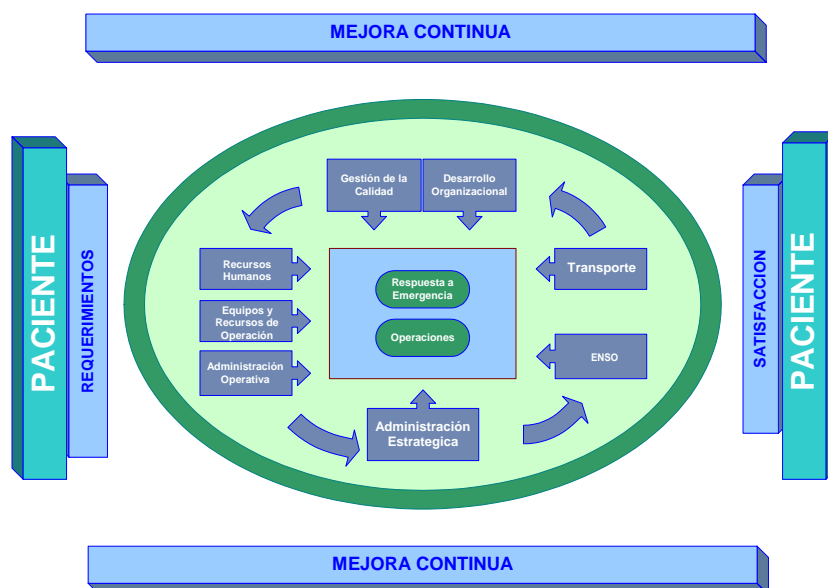 MEJORA CONTINUA
PACIENTE
REQUERIMIENTOS
Gestión de la
Calidad
Desarrollo
Organizacional
Recursos
Humanos
Equipos y
Recursos de
Operación
Administración
Operativa
Respuesta a
Emergencia
Operaciones
Transporte
ENSO
Administración
Estrategica
SATISFACCION
PACIENTE
MEJORA CONTINUA